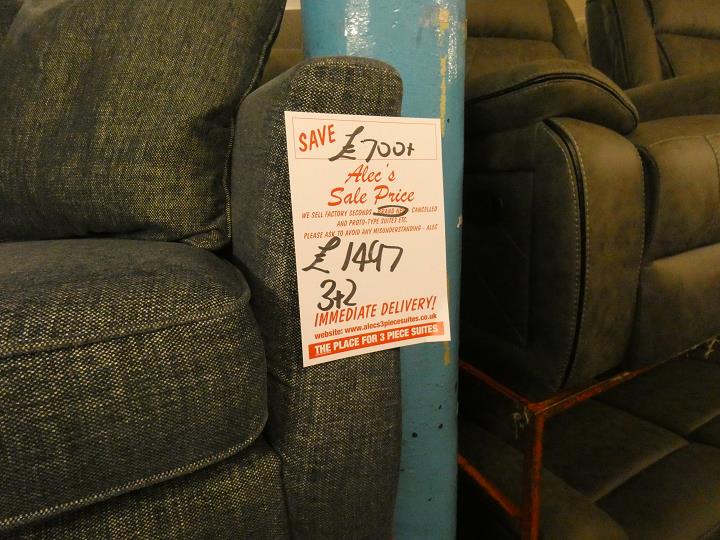 SAVE £700+
Alec's
Sale Price
WE SELL FACTORY SECONDS, BRAND NEW, CANCELLED
AND PROTO-TYPE SUITES ETC.
PLEASE ASK TO AVOID ANY MISUNDERSTANDING - ALEC
£1497
3+2
IMMEDIATE DELIVERY!
website: www.alecs3piecesuites.co.uk
THE PLACE FOR 3 PIECE SUITES